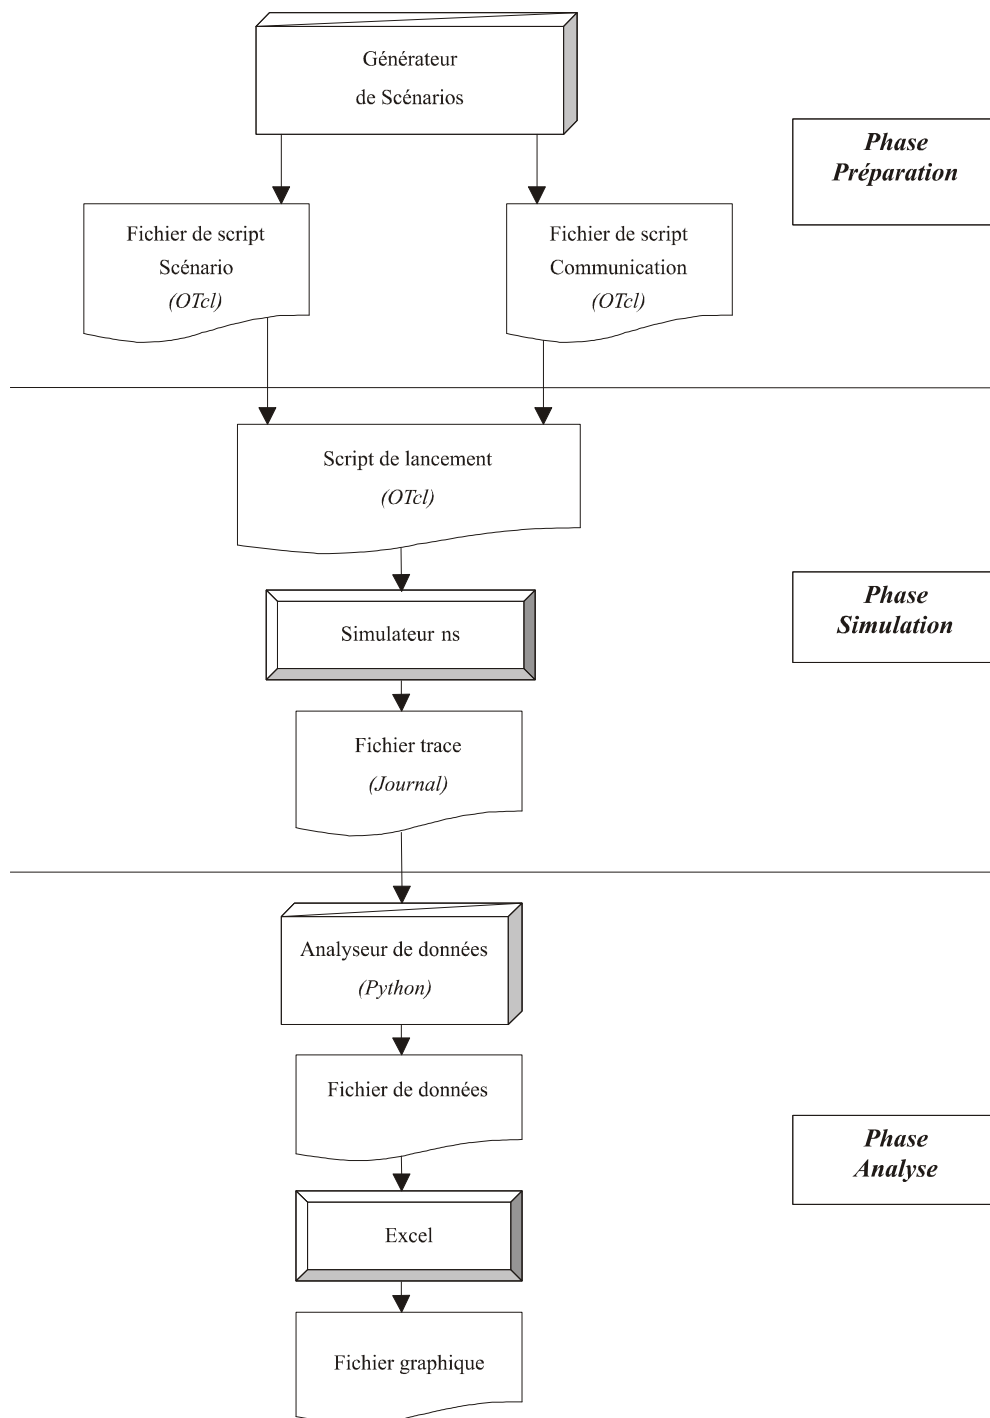 Générateur
de Scénarios
Phase
Préparation
Fichier de script
Scénario
(OTcl)
Fichier de script
Communication
(OTcl)
Script de lancement
(OTcl)
Phase
Simulation
Simulateur ns
Fichier trace
(Journal)
Analyseur de données
(Python)
Fichier de données
Phase
Analyse
Excel
Fichier graphique